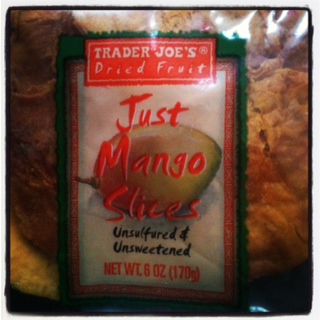 TRADER JOE'S®
Dried Fruit
Just
Mango
Slices
Unsulfured &
Unsweetened
NET WT. 6 OZ (170g)